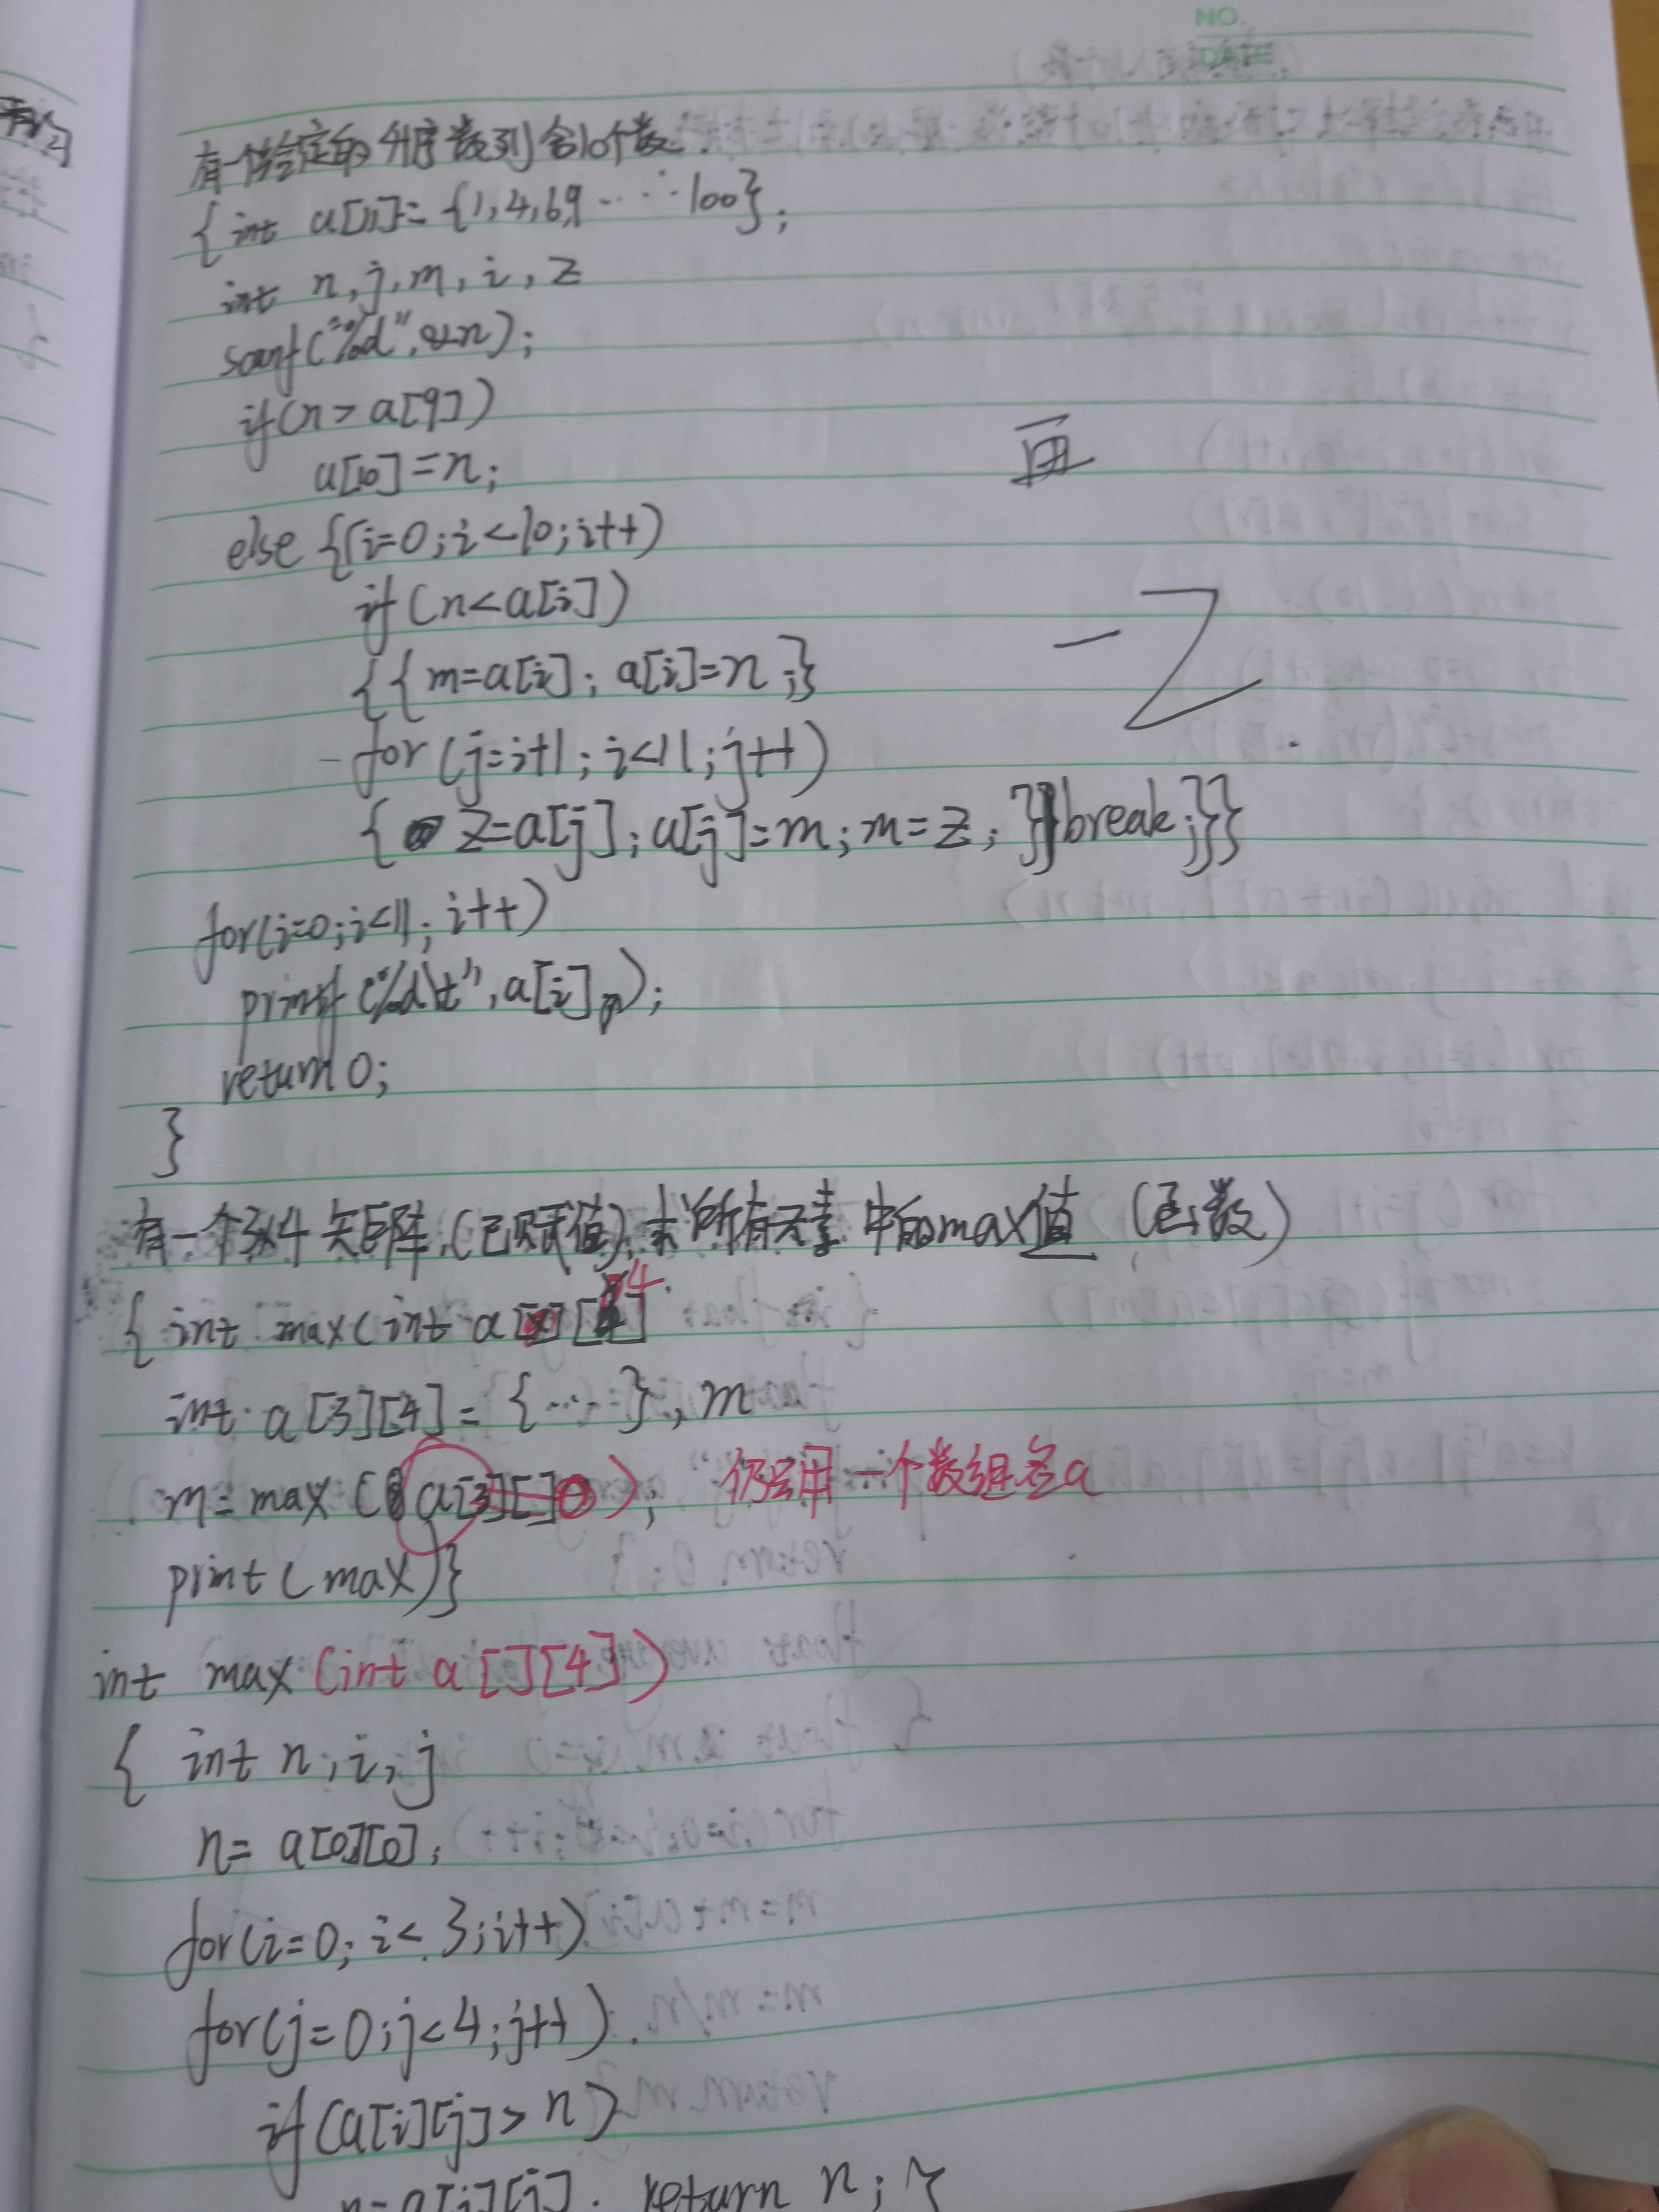 NO.
DATE
有一个给定的升序数列含10个数.
{int a[11]={1,4,6,9.....100};
int n,j,m,i,z
scanf("%d",&n);
if(n>a[9])
a[10]=n;
else{(i=0;i<10;i++)
if(n<a[i])
{{m=a[i];a[i]=n;}
-for(j=i+1;i<11;j++)
{z=a[j];a[j]=m;m=z;}}break;}}}
for(i=0;i<11;i++)
printf("%d\t",a[i]);
return 0;
}
有一个3x4矩阵,(已赋值),求所有元素中的max值(函数)
{int max(int a[][4]
int a[3][4]={....},m
m=max(a[3][]); 仍会用一个数组名a
print(max)}
int max(int a[][4])
{int n,i,j
n=a[0][0];
for(i=0;i<3;i++)
for(j=0;j<4;j++)
if(a[i][j]>n)
n=a[i][j]. return n;}